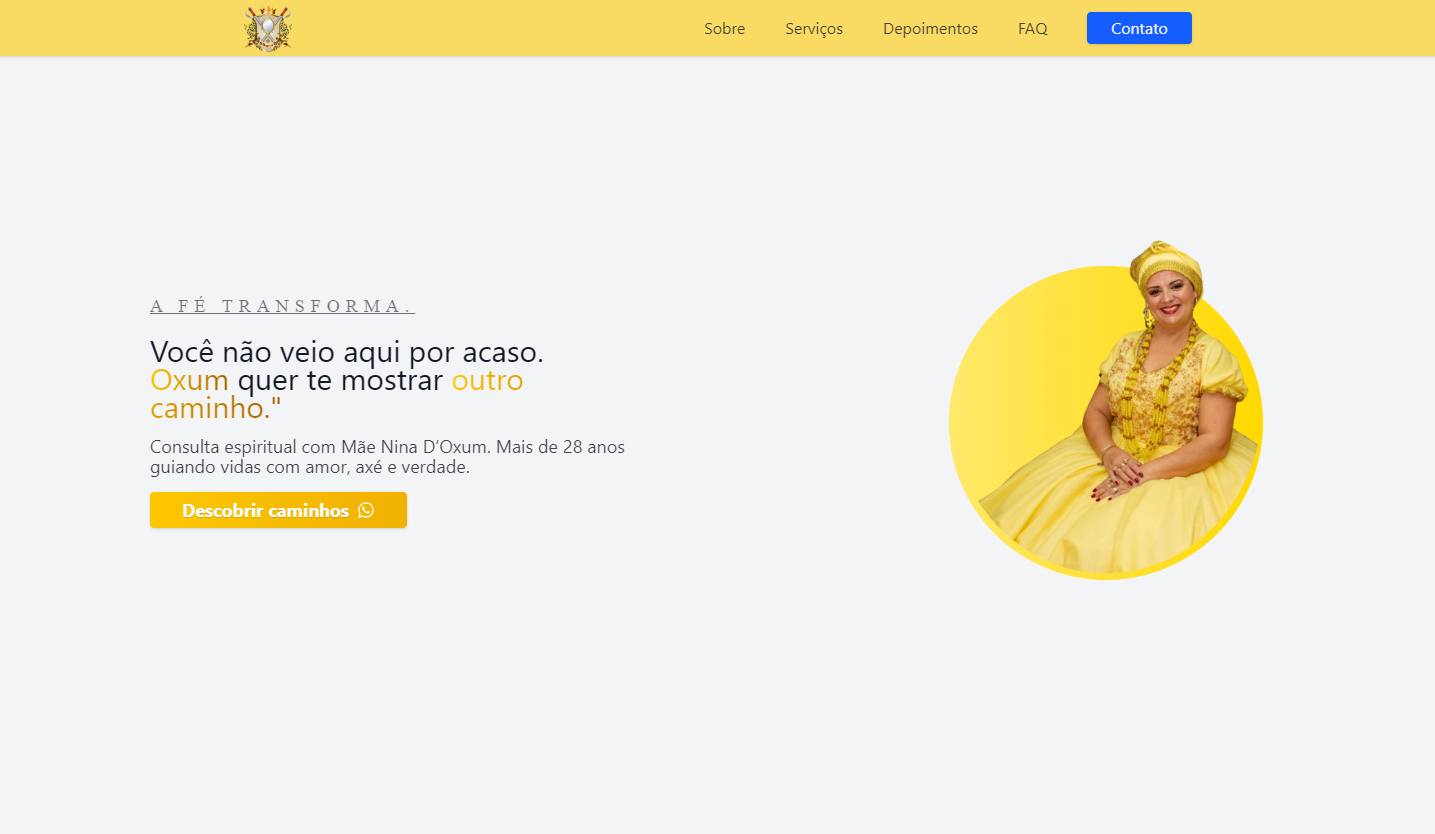 Sobre Serviços Depoimentos FAQ Contato
A FÉ TRANSFORMA.
Você não veio aqui por acaso.
Oxum quer te mostrar outro
caminho."
Consulta espiritual com Mãe Nina D’Oxum. Mais de 28 anos
guiando vidas com amor, axé e verdade.
Descobrir caminhos